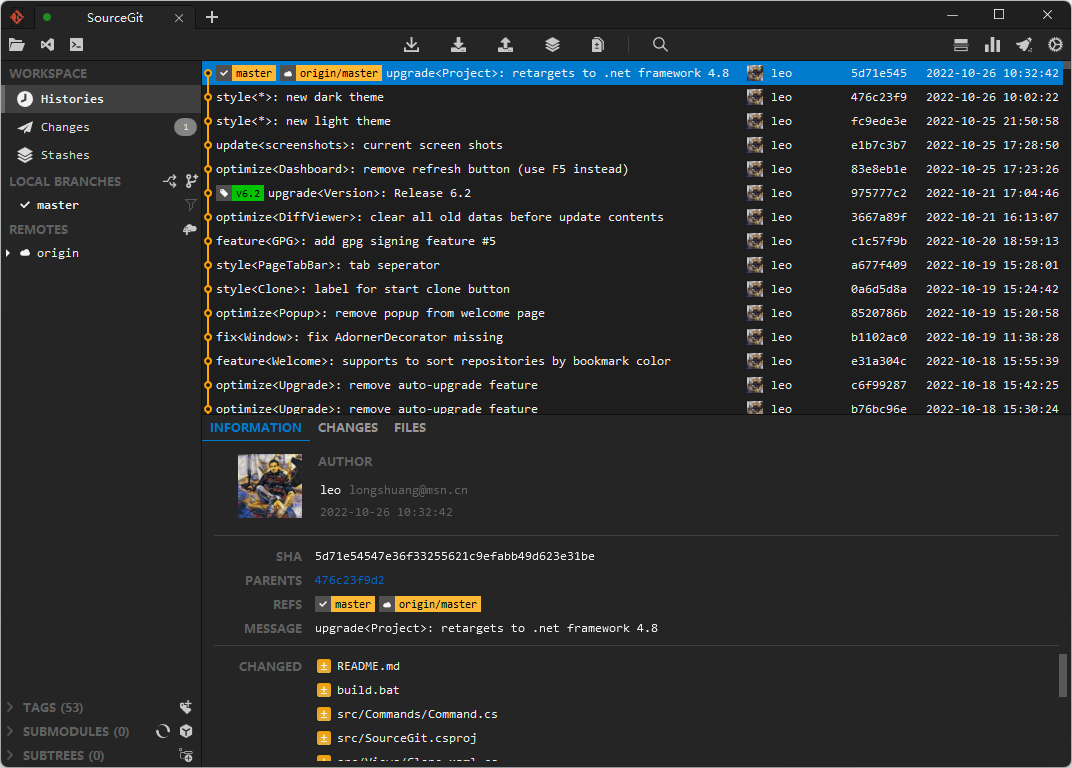 SourceGit
WORKSPACE
Histories
Changes 1
Stashes
LOCAL BRANCHES
master
REMOTES
origin
TAGS (53)
SUBMODULES (0)
SUBTREES (0)
master origin/master upgrade<Project>: retargets to .net framework 4.8 leo 5d71e545 2022-10-26 10:32:42
style<*>: new dark theme leo 476c23f9 2022-10-26 10:02:22
style<*>: new light theme leo fc9ede3e 2022-10-25 21:50:58
update<screenshots>: current screen shots leo e1b7c3b7 2022-10-25 17:28:50
optimize<Dashboard>: remove refresh button (use F5 instead) leo 83e8eb1e 2022-10-25 17:23:26
v6.2 upgrade<Version>: Release 6.2 leo 975777c2 2022-10-21 17:04:46
optimize<DiffViewer>: clear all old datas before update contents leo 3667a89f 2022-10-21 16:13:07
feature<GPG>: add gpg signing feature #5 leo c1c57f9b 2022-10-20 18:59:13
style<PageTabBar>: tab seperator leo a677f409 2022-10-19 15:28:01
style<Clone>: label for start clone button leo 0a6d5d8a 2022-10-19 15:24:42
optimize<Popup>: remove popup from welcome page leo 8520786b 2022-10-19 15:20:58
fix<Window>: fix AdornerDecorator missing leo b1102ac0 2022-10-19 11:38:28
feature<Welcome>: supports to sort repositories by bookmark color leo e31a304c 2022-10-18 15:55:39
optimize<Upgrade>: remove auto-upgrade feature leo c6f99287 2022-10-18 15:42:25
optimize<Upgrade>: remove auto-upgrade feature leo b76bc96e 2022-10-18 15:30:24
INFORMATION CHANGES FILES
AUTHOR
leo longshuang@msn.cn
2022-10-26 10:32:42
SHA 5d71e54547e36f33255621c9efabb49d623e31be
PARENTS 476c23f9d2
REFS master origin/master
MESSAGE upgrade<Project>: retargets to .net framework 4.8
CHANGED README.md
build.bat
src/Commands/Command.cs
src/SourceGit.csproj